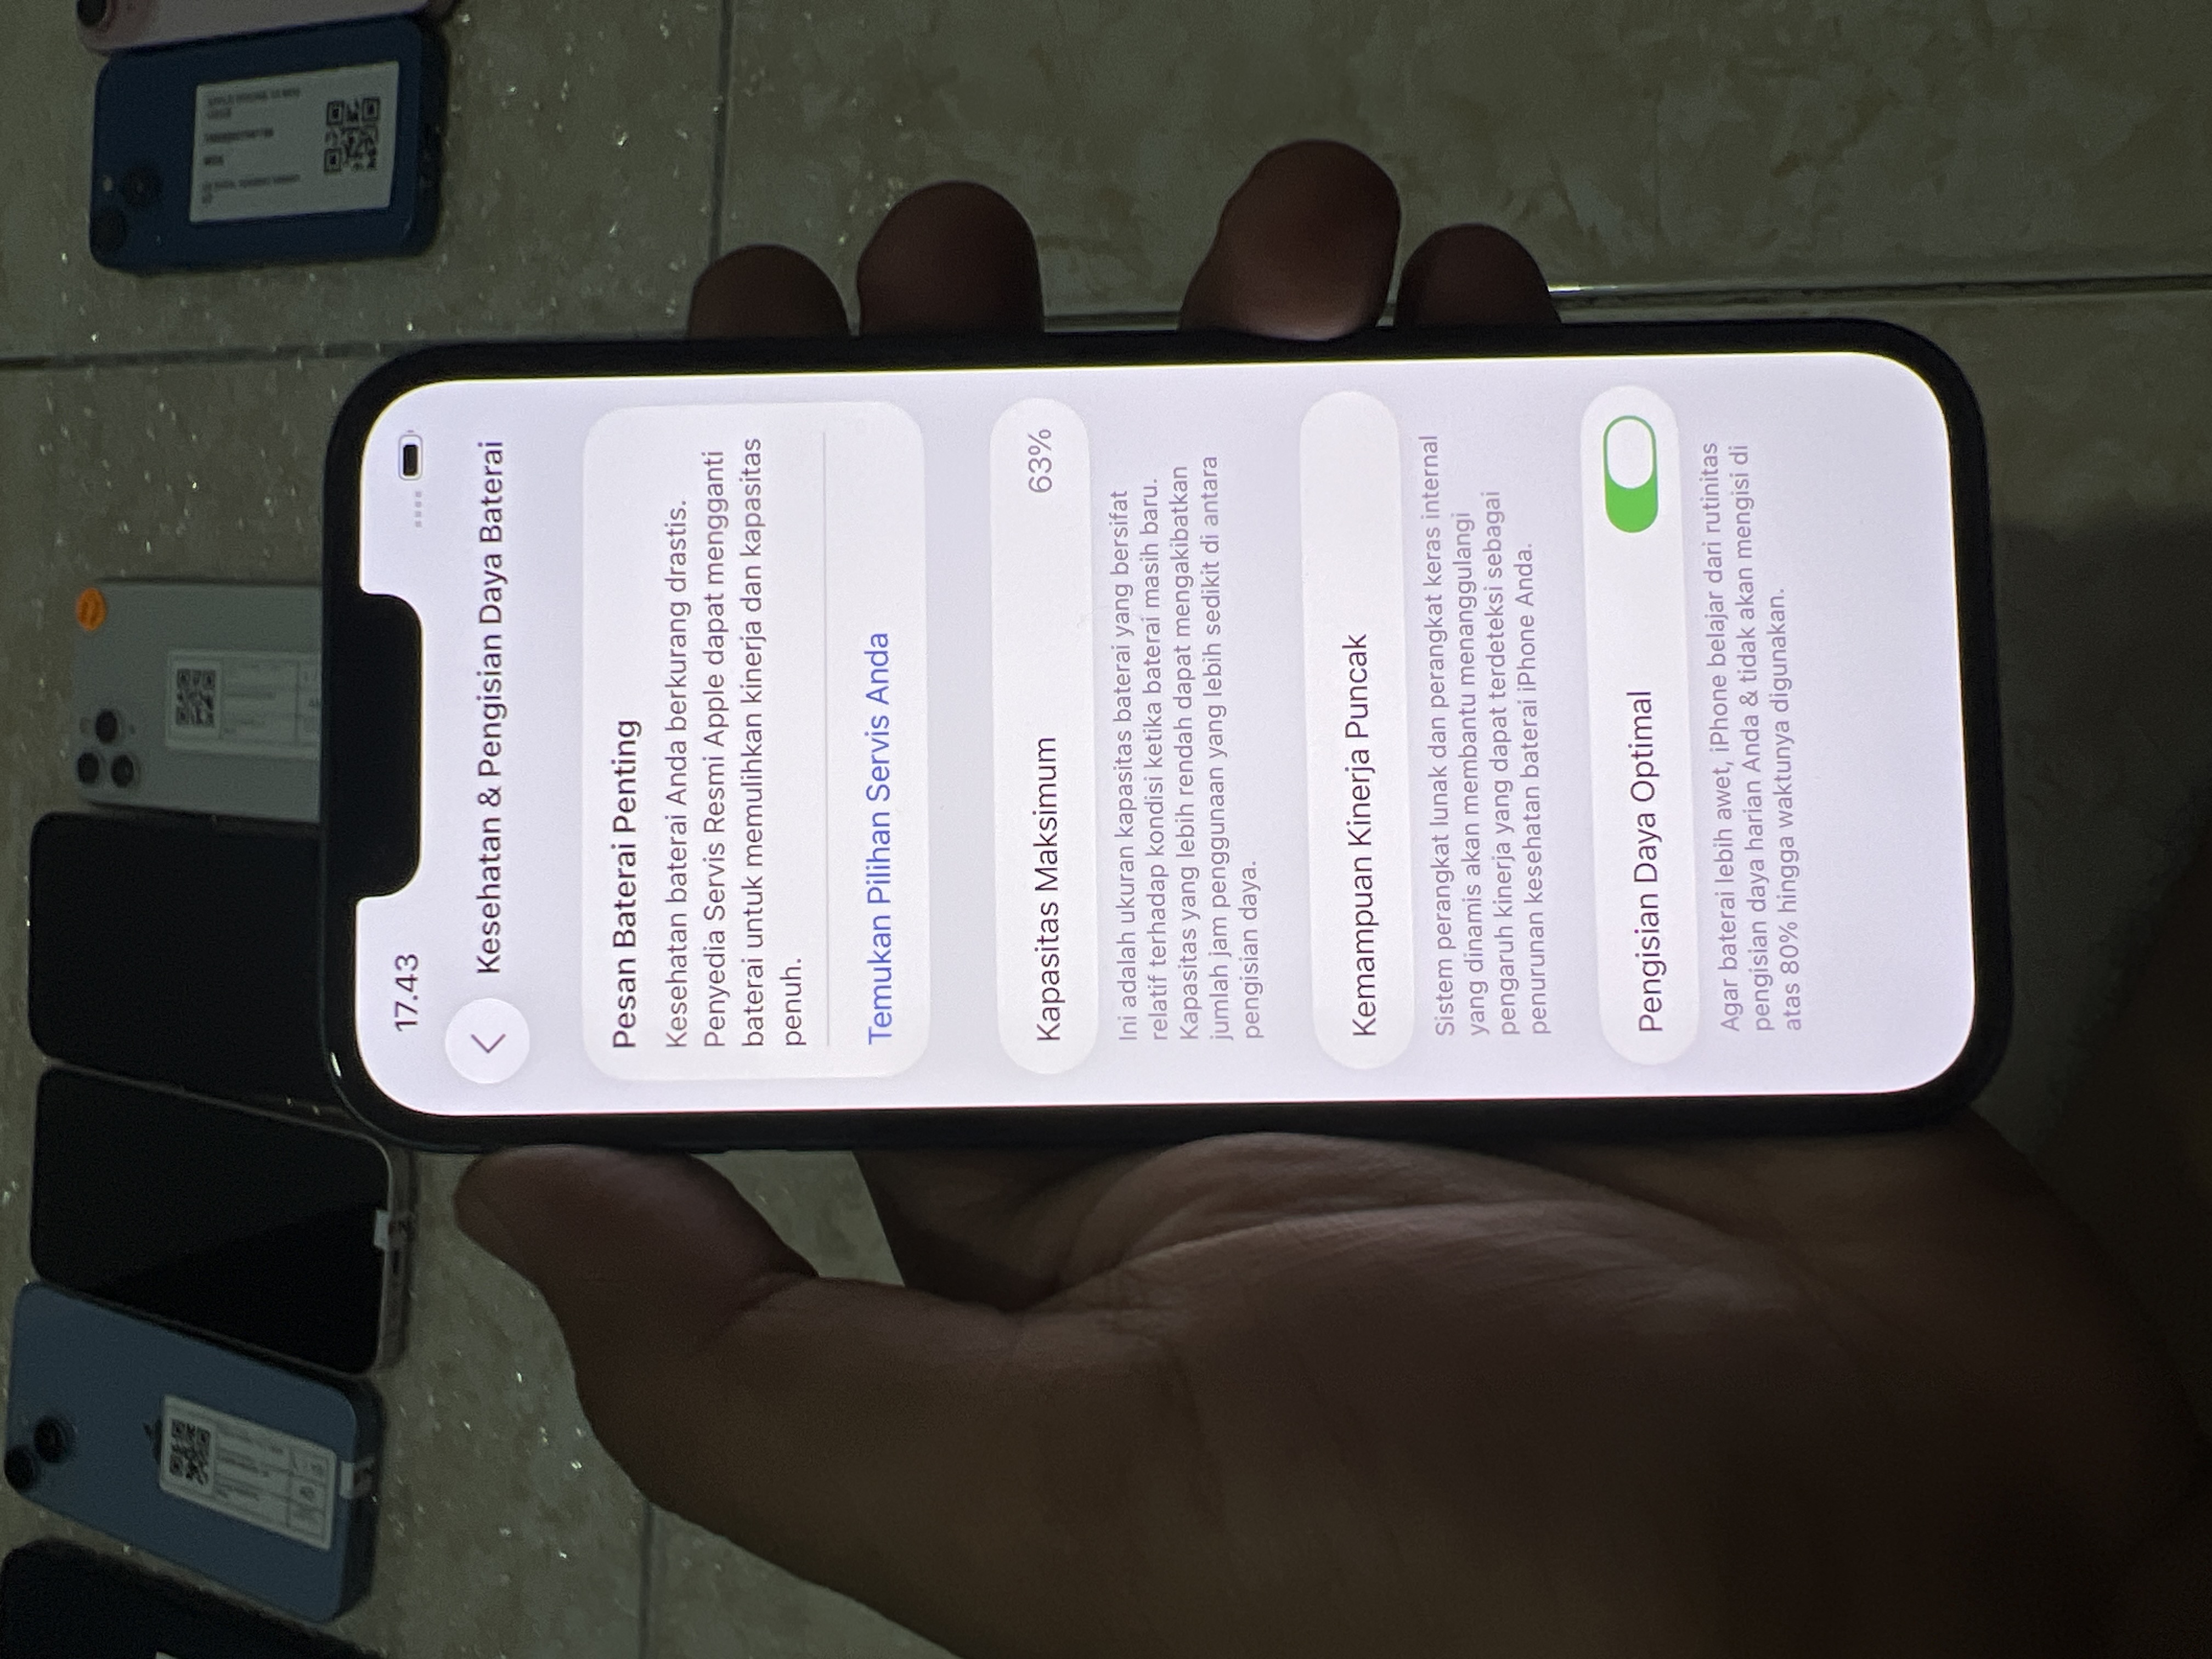 17.43
Kesehatan & Pengisian Daya Baterai
Pesan Baterai Penting
Kesehatan baterai Anda berkurang drastis.
Penyedia Servis Resmi Apple dapat mengganti
baterai untuk memulihkan kinerja dan kapasitas
penuh.
Temukan Pilihan Servis Anda
Kapasitas Maksimum 63%
Ini adalah ukuran kapasitas baterai yang bersifat
relatif terhadap kondisi ketika baterai masih baru.
Kapasitas yang lebih rendah dapat mengakibatkan
jumlah jam penggunaan yang lebih sedikit di antara
pengisian daya.
Kemampuan Kinerja Puncak
Sistem perangkat lunak dan perangkat keras internal
yang dinamis akan membantu menanggulangi
pengaruh kinerja yang dapat terdeteksi sebagai
penurunan kesehatan baterai iPhone Anda.
Pengisian Daya Optimal
Agar baterai lebih awet, iPhone belajar dari rutinitas
pengisian daya harian Anda & tidak akan mengisi di
atas 80% hingga waktunya digunakan.